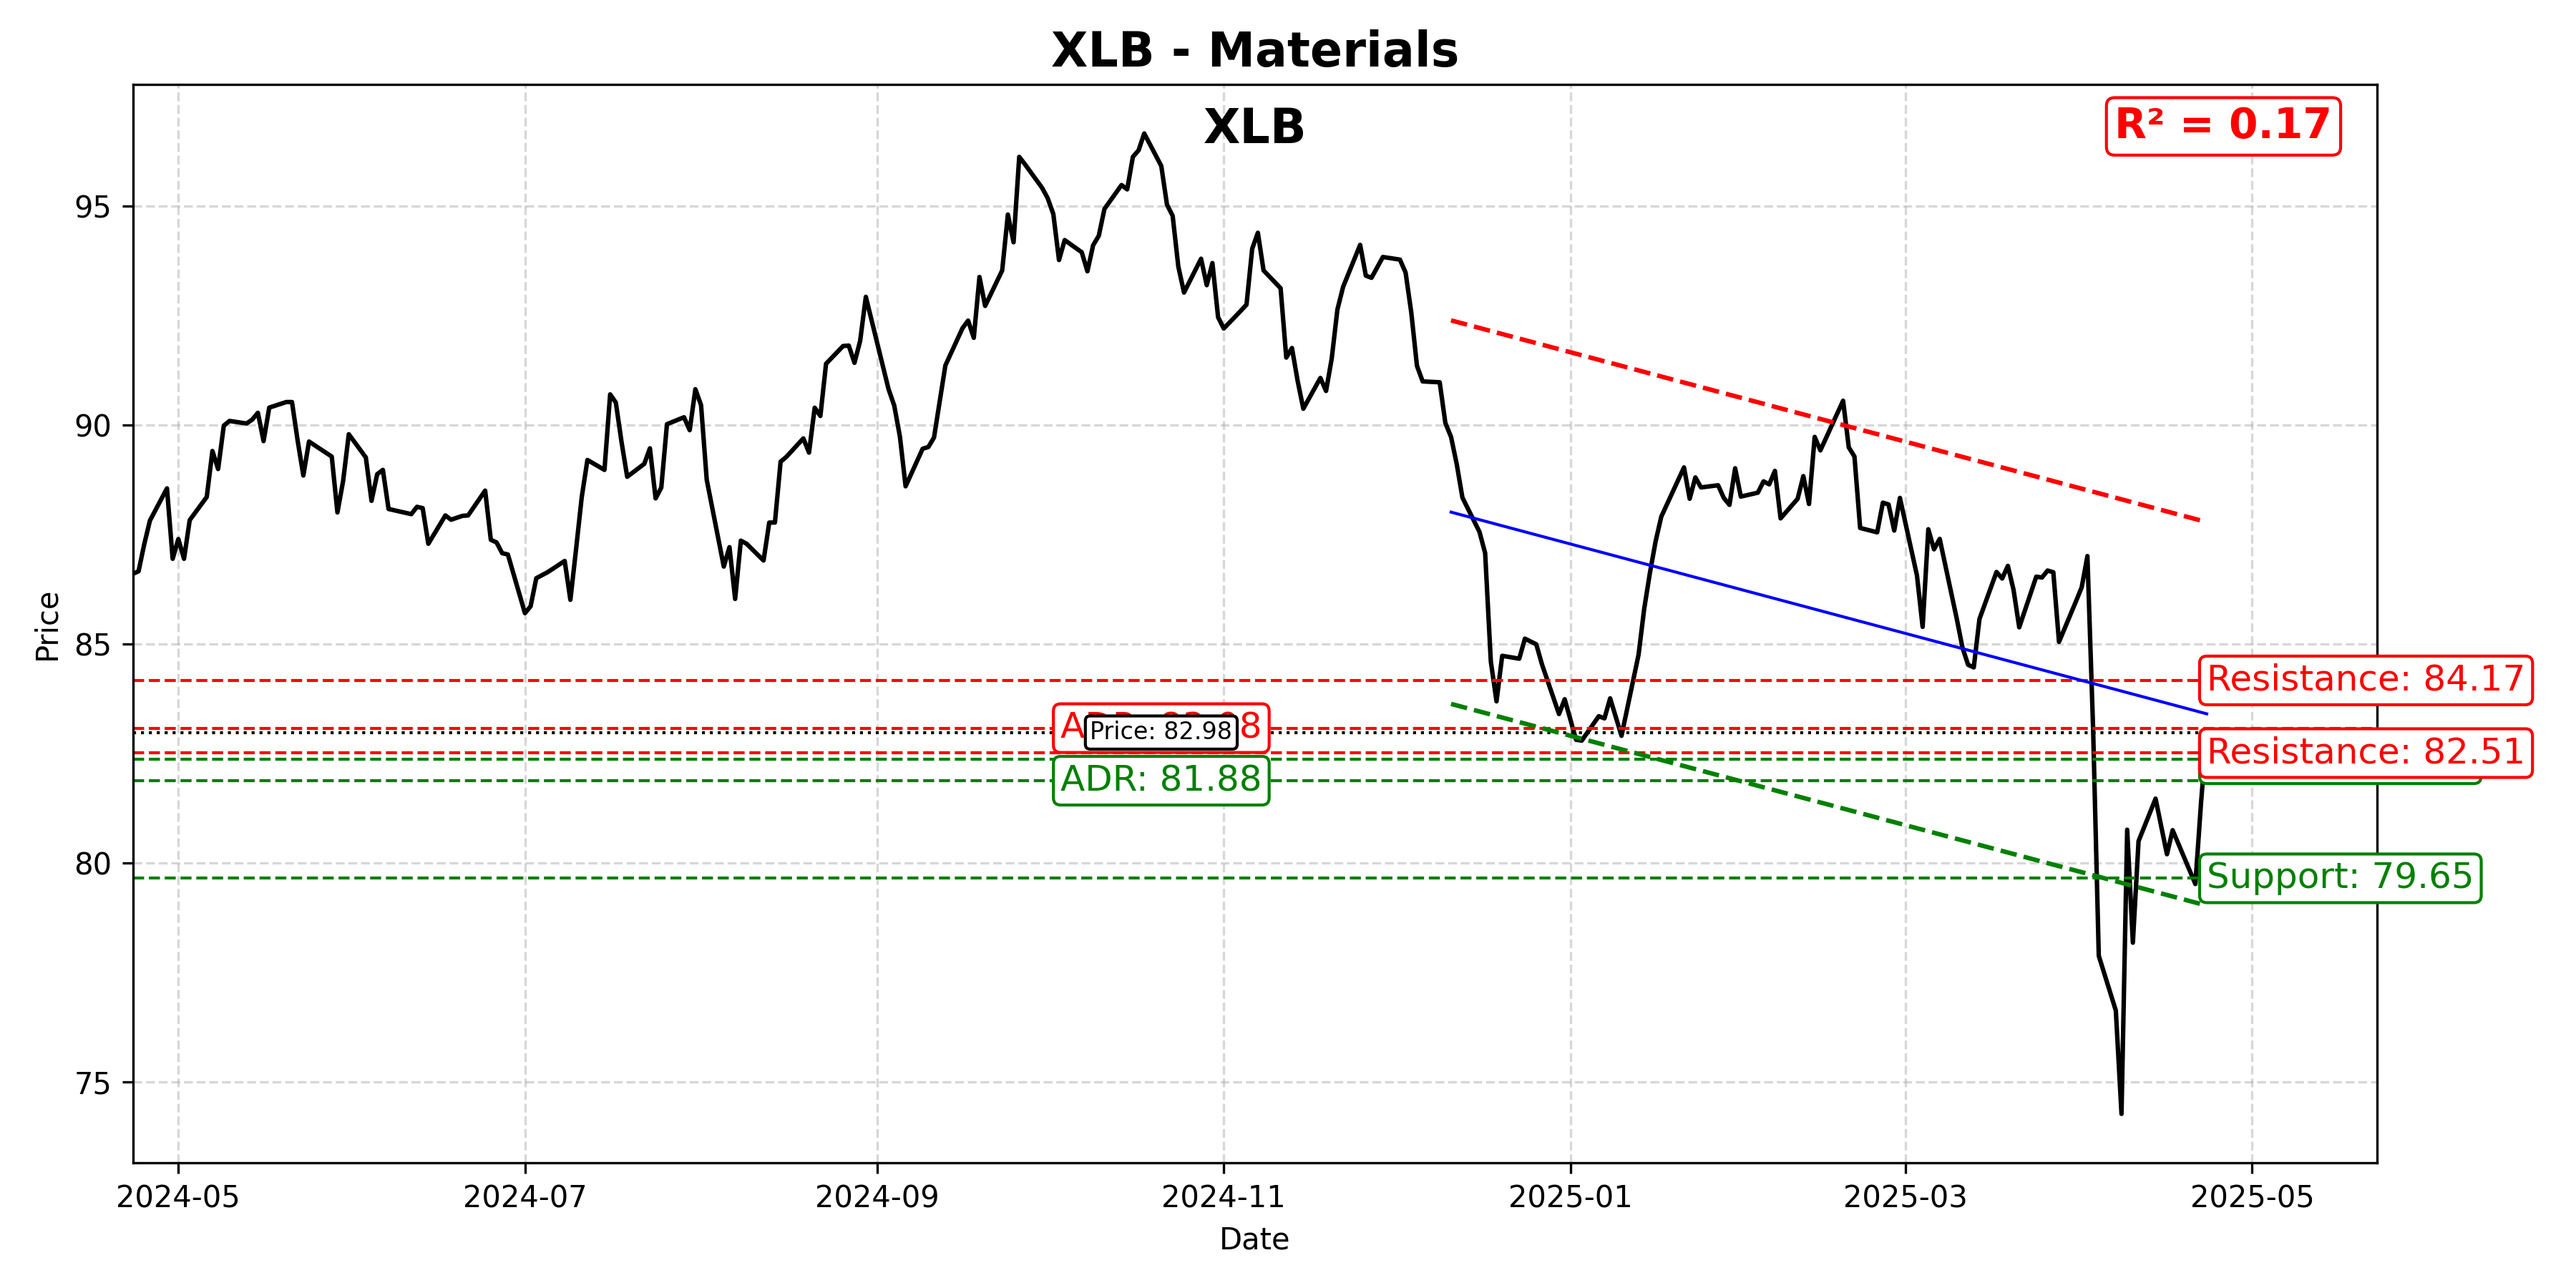 XLB - Materials
XLB
R² = 0.17
95
90
85
80
75
Price
Resistance: 84.17
Price: 82.98
Resistance: 82.51
ADR: 81.88
Support: 79.65
2024-05
2024-07
2024-09
2024-11
2025-01
2025-03
2025-05
Date